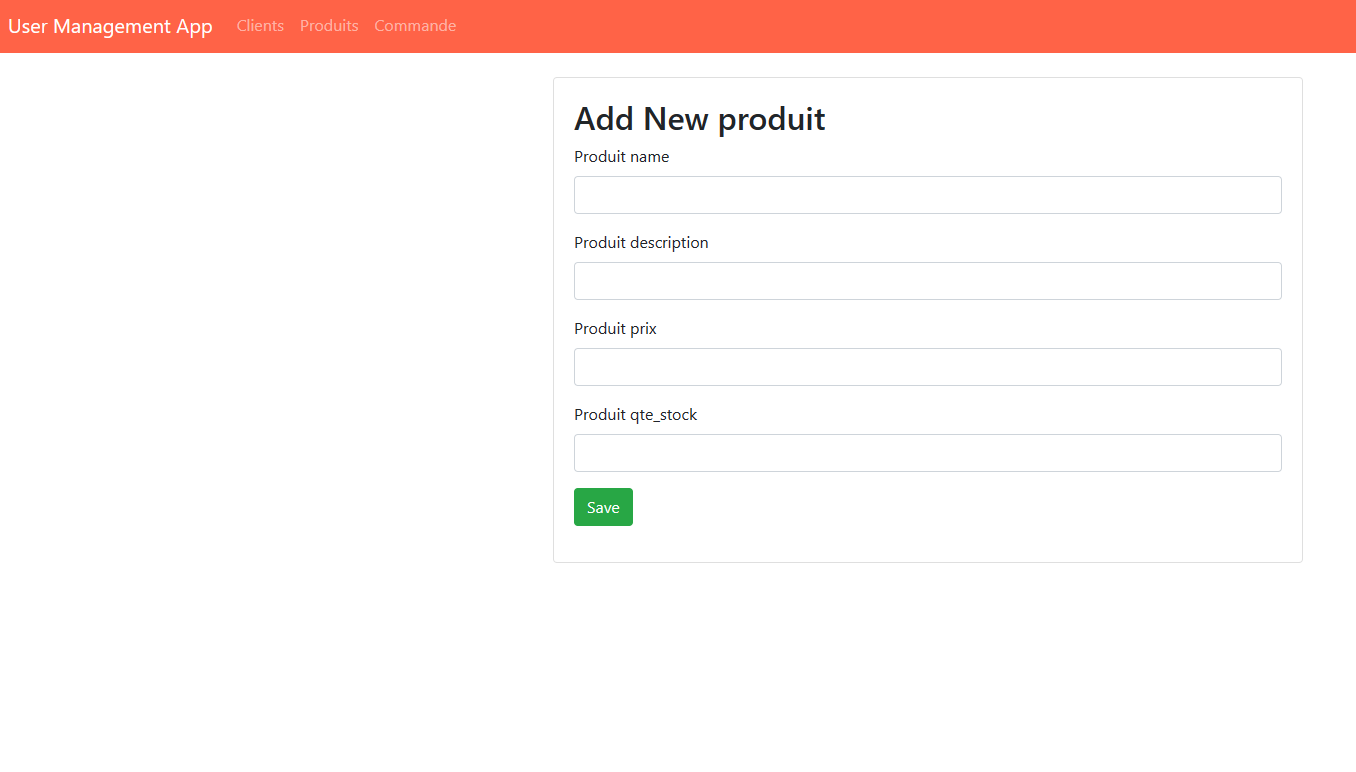 User Management App Clients Produits Commande
Add New produit
Produit name
Produit description
Produit prix
Produit qte_stock
Save